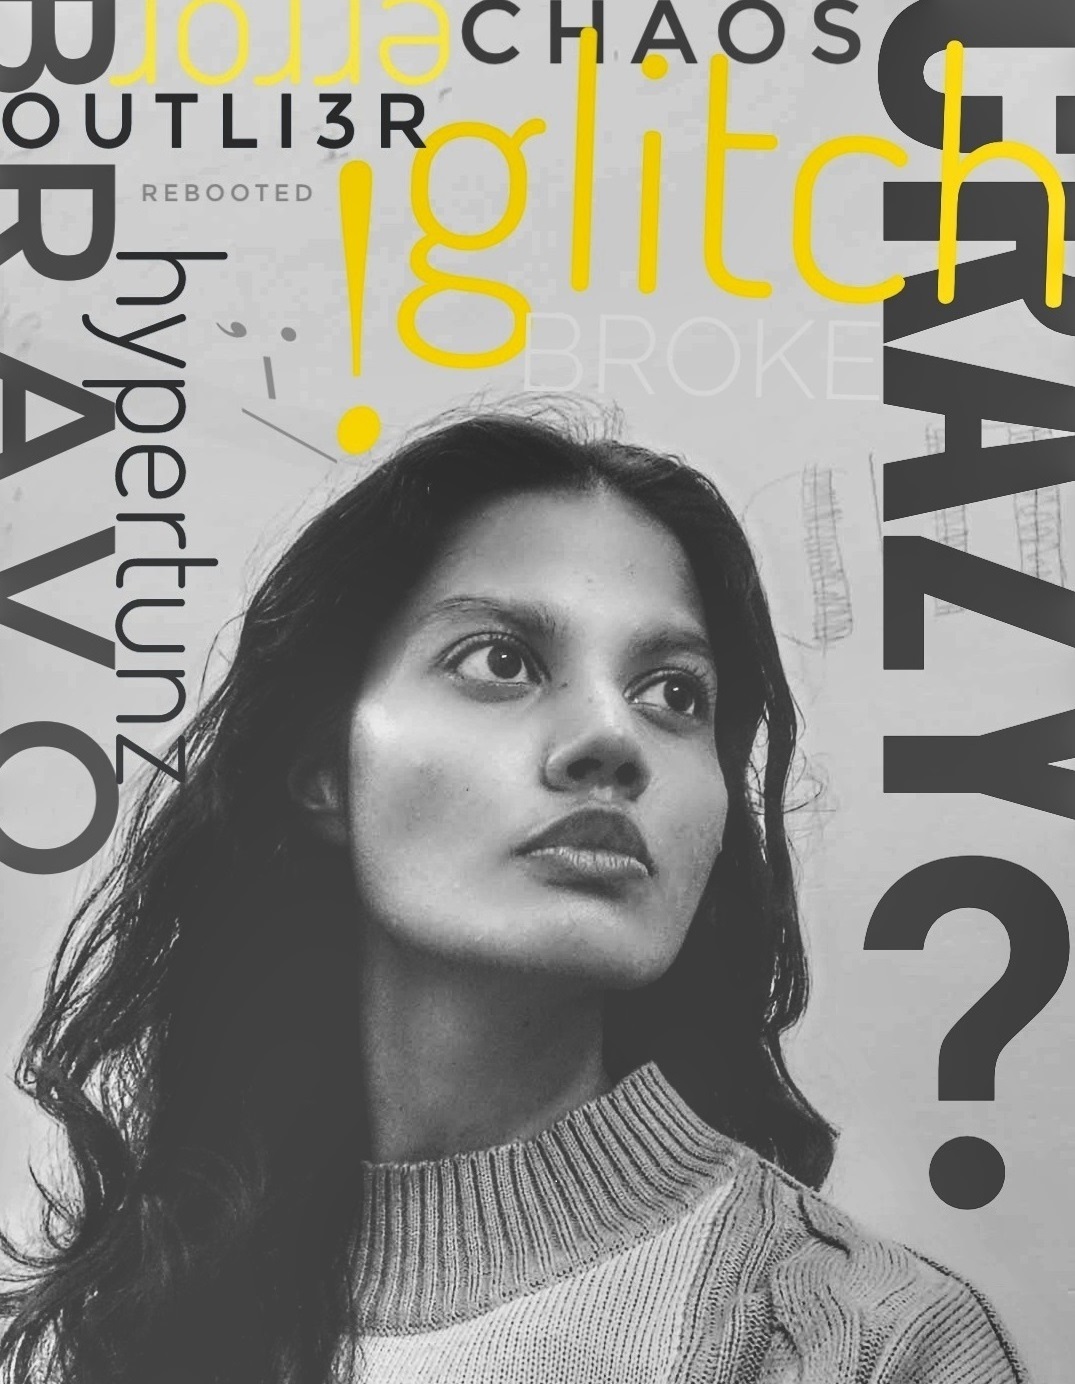 error
CHAOS
OUTLI3R
REBOOTED
!glitch
BROKE
BRAVO
hypertunz
CRAZY?